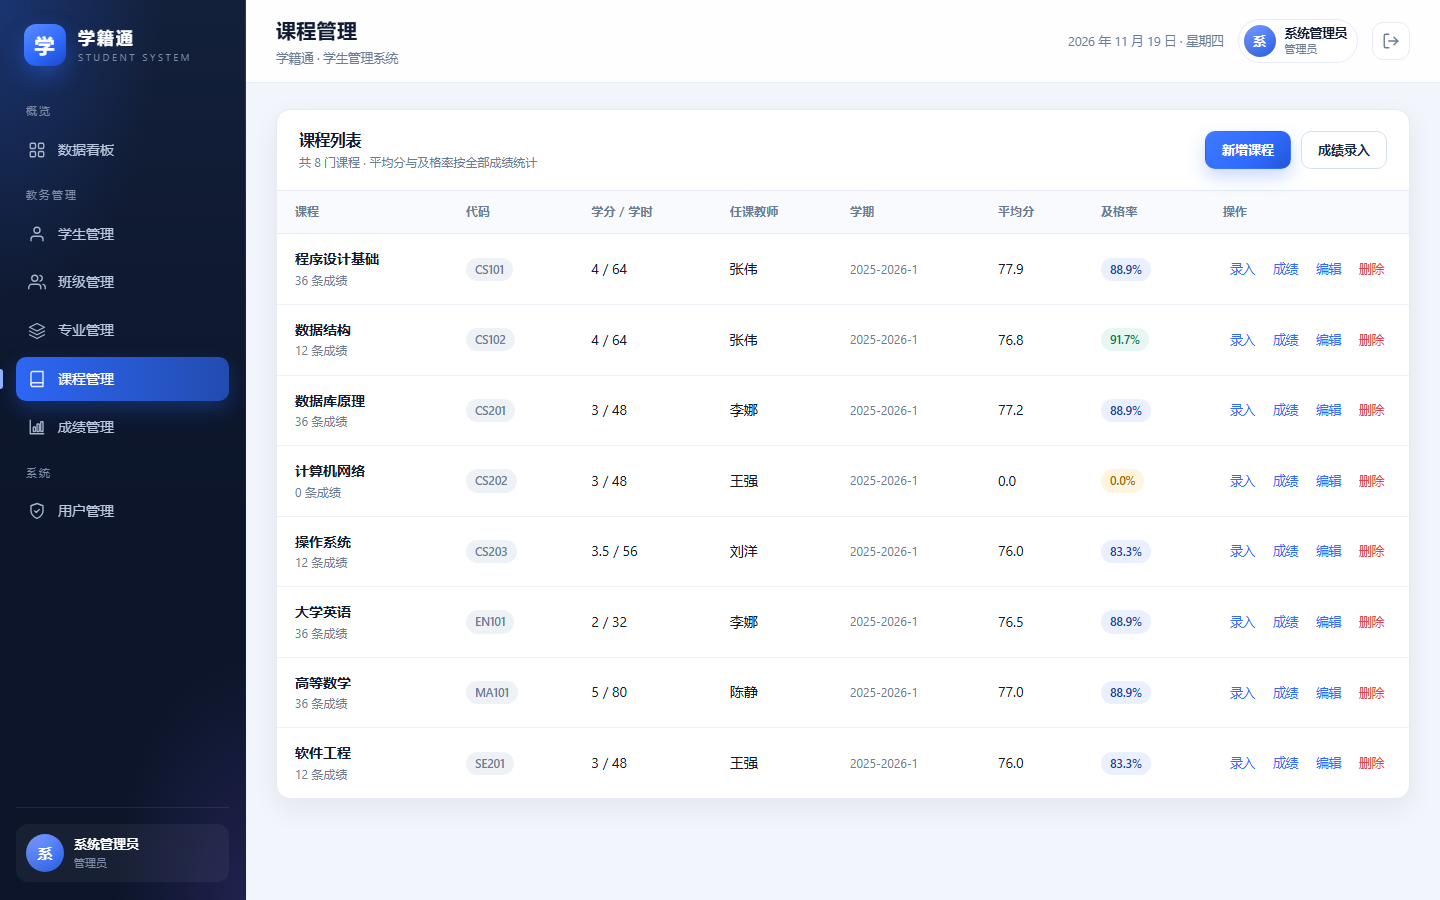 学
学籍通
STUDENT SYSTEM
概览
数据看板
教务管理
学生管理
班级管理
专业管理
课程管理
成绩管理
系统
用户管理
系
系统管理员
管理员
课程管理
学籍通 · 学生管理系统
2026 年 11 月 19 日 · 星期四
系
系统管理员
管理员
课程列表
共 8 门课程 · 平均分与及格率按全部成绩统计
新增课程
成绩录入
课程 代码 学分 / 学时 任课教师 学期 平均分 及格率 操作
程序设计基础
36 条成绩
CS101 4 / 64 张伟 2025-2026-1 77.9 88.9% 录入 成绩 编辑 删除
数据结构
12 条成绩
CS102 4 / 64 张伟 2025-2026-1 76.8 91.7% 录入 成绩 编辑 删除
数据库原理
36 条成绩
CS201 3 / 48 李娜 2025-2026-1 77.2 88.9% 录入 成绩 编辑 删除
计算机网络
0 条成绩
CS202 3 / 48 王强 2025-2026-1 0.0 0.0% 录入 成绩 编辑 删除
操作系统
12 条成绩
CS203 3.5 / 56 刘洋 2025-2026-1 76.0 83.3% 录入 成绩 编辑 删除
大学英语
36 条成绩
EN101 2 / 32 李娜 2025-2026-1 76.5 88.9% 录入 成绩 编辑 删除
高等数学
36 条成绩
MA101 5 / 80 陈静 2025-2026-1 77.0 88.9% 录入 成绩 编辑 删除
软件工程
12 条成绩
SE201 3 / 48 王强 2025-2026-1 76.0 83.3% 录入 成绩 编辑 删除